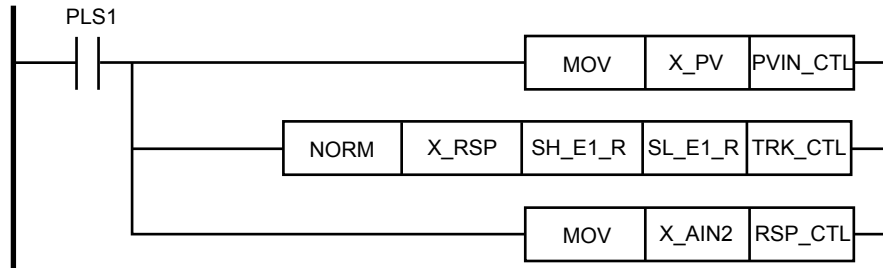 PLS1
MOV X_PV PVIN_CTL
NORM X_RSP SH_E1_R SL_E1_R TRK_CTL
MOV X_AIN2 RSP_CTL